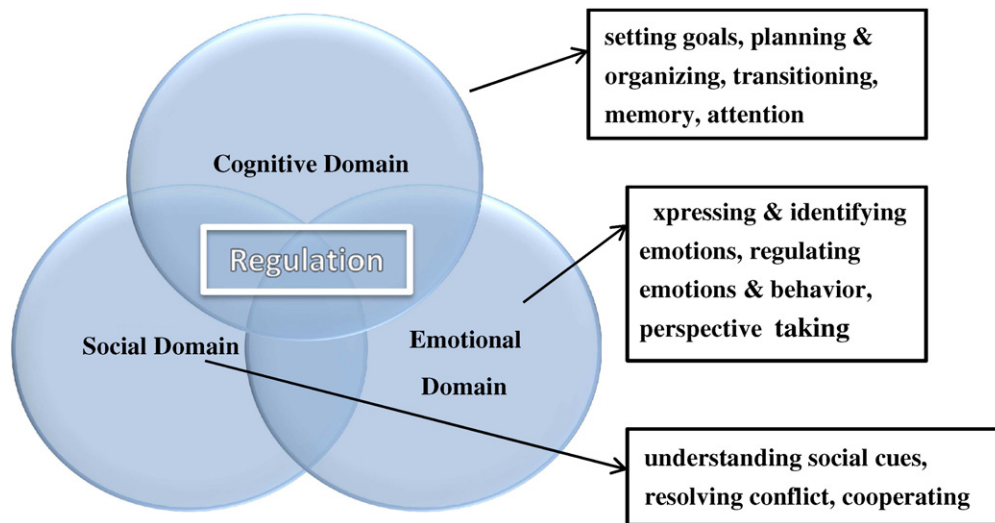 setting goals, planning &
organizing, transitioning,
memory, attention
Cognitive Domain
xpressing & identifying
emotions, regulating
emotions & behavior,
perspective taking
Regulation
Social Domain
Emotional
Domain
understanding social cues,
resolving conflict, cooperating